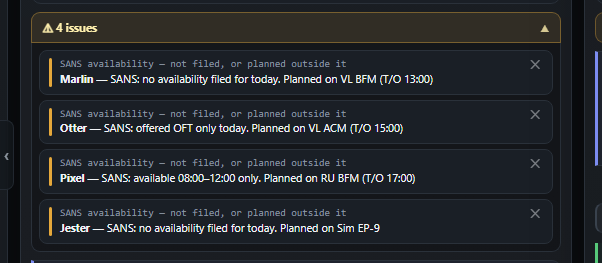 ⚠ 4 issues ▲
SANS availability — not filed, or planned outside it
Marlin — SANS: no availability filed for today. Planned on VL BFM (T/O 13:00)
SANS availability — not filed, or planned outside it
Otter — SANS: offered OFT only today. Planned on VL ACM (T/O 15:00)
SANS availability — not filed, or planned outside it
Pixel — SANS: available 08:00–12:00 only. Planned on RU BFM (T/O 17:00)
SANS availability — not filed, or planned outside it
Jester — SANS: no availability filed for today. Planned on Sim EP-9